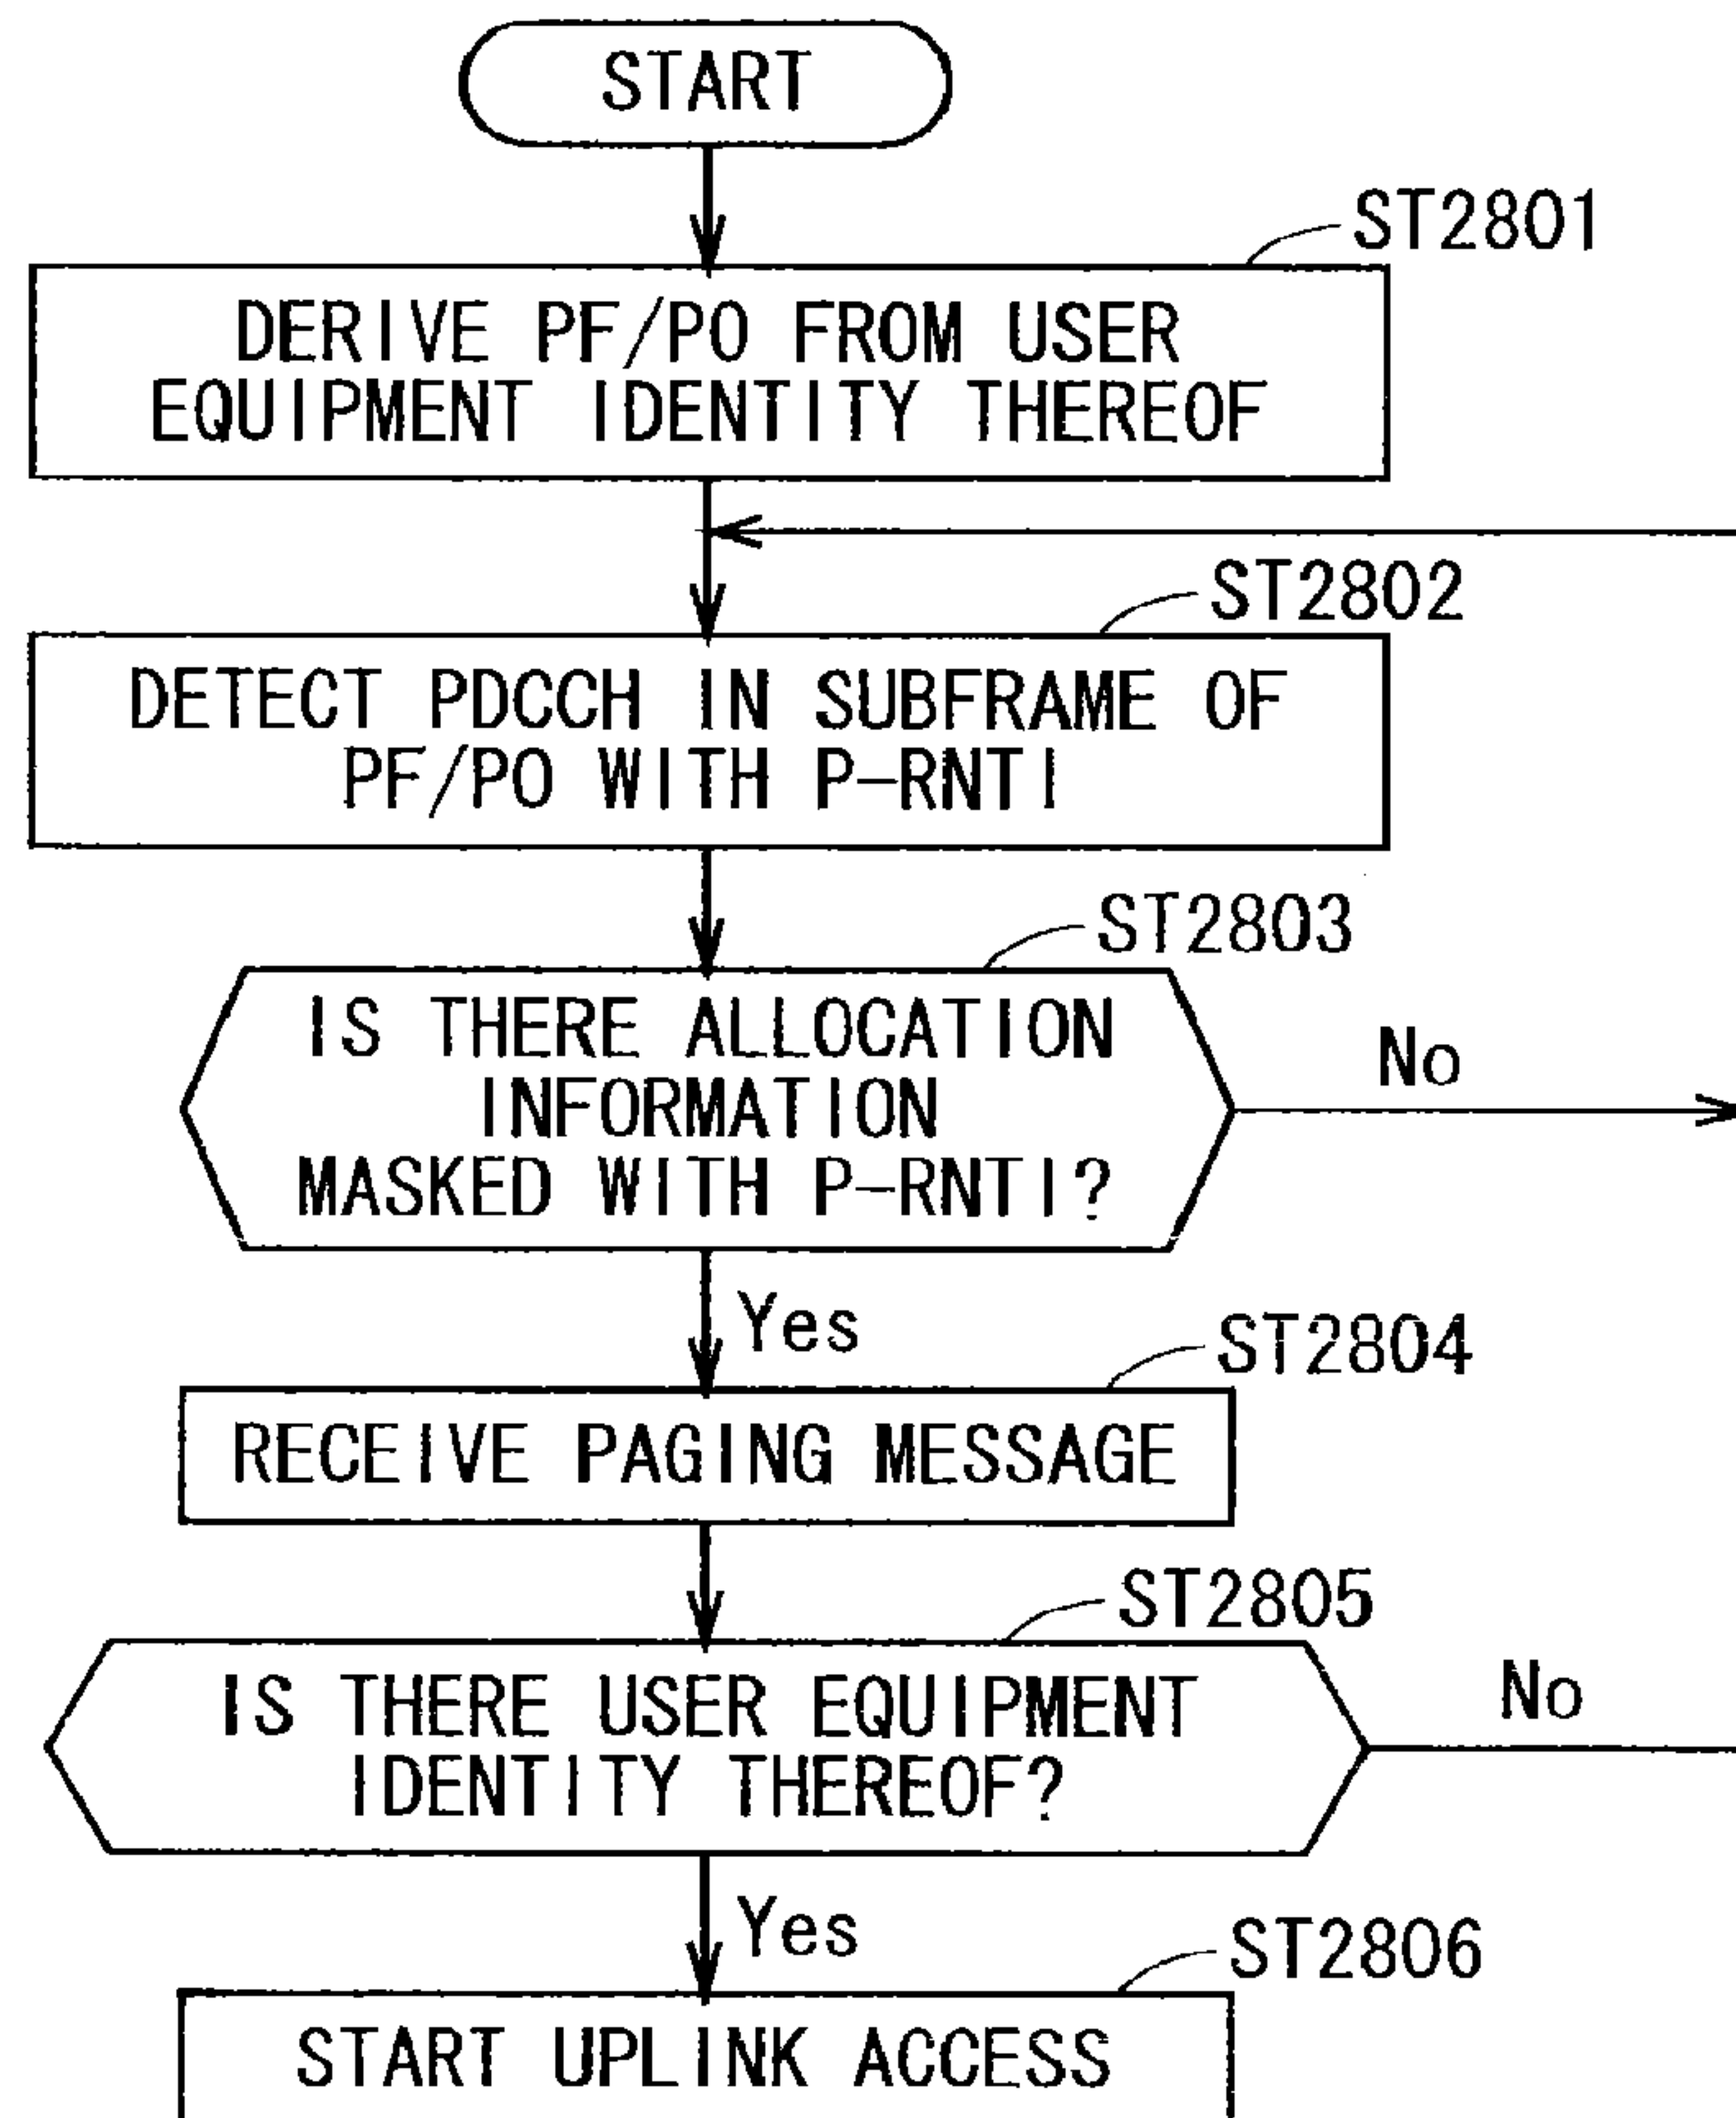 START
ST2801
DERIVE PF/PO FROM USER
EQUIPMENT IDENTITY THEREOF
ST2802
DETECT PDCCH IN SUBFRAME OF
PF/PO WITH P-RNTI
ST2803
IS THERE ALLOCATION
INFORMATION
MASKED WITH P-RNTI?
No
Yes
ST2804
RECEIVE PAGING MESSAGE
ST2805
IS THERE USER EQUIPMENT
IDENTITY THEREOF?
No
Yes
ST2806
START UPLINK ACCESS